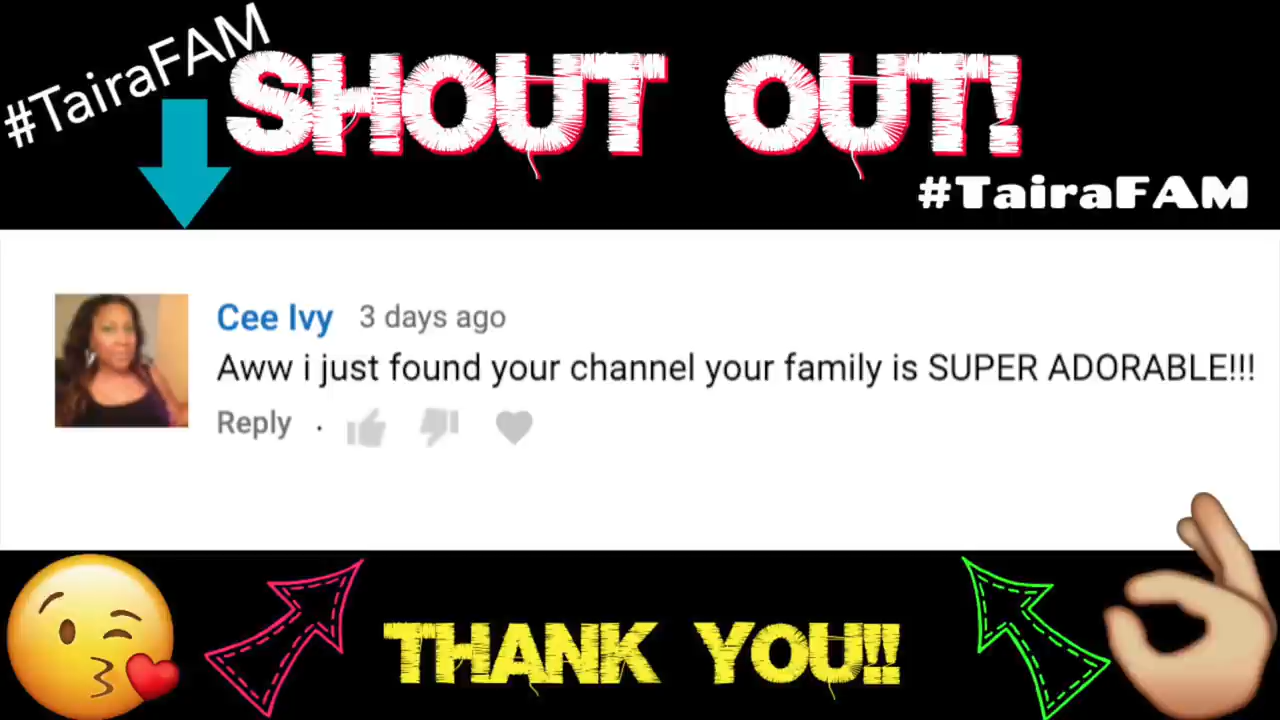 #TairaFAM
SHOUT OUT!
#TairaFAM
Cee Ivy 3 days ago
Aww i just found your channel your family is SUPER ADORABLE!!!
Reply .
THANK YOU!!